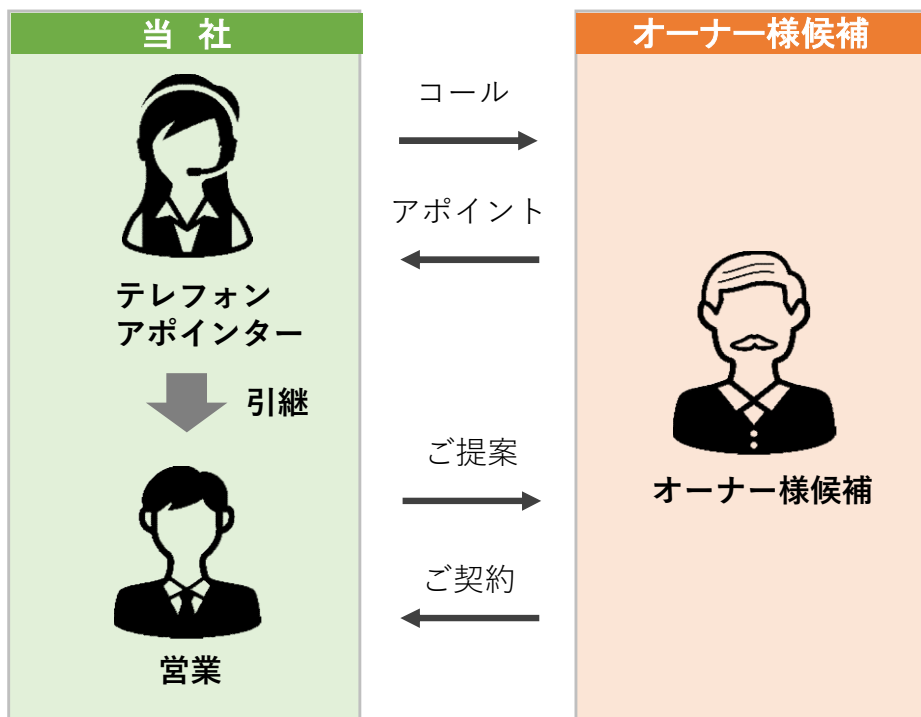 当 社
オーナー様候補
コール
アポイント
テレフォン
アポインター
引継
ご提案
オーナー様候補
ご契約
営業